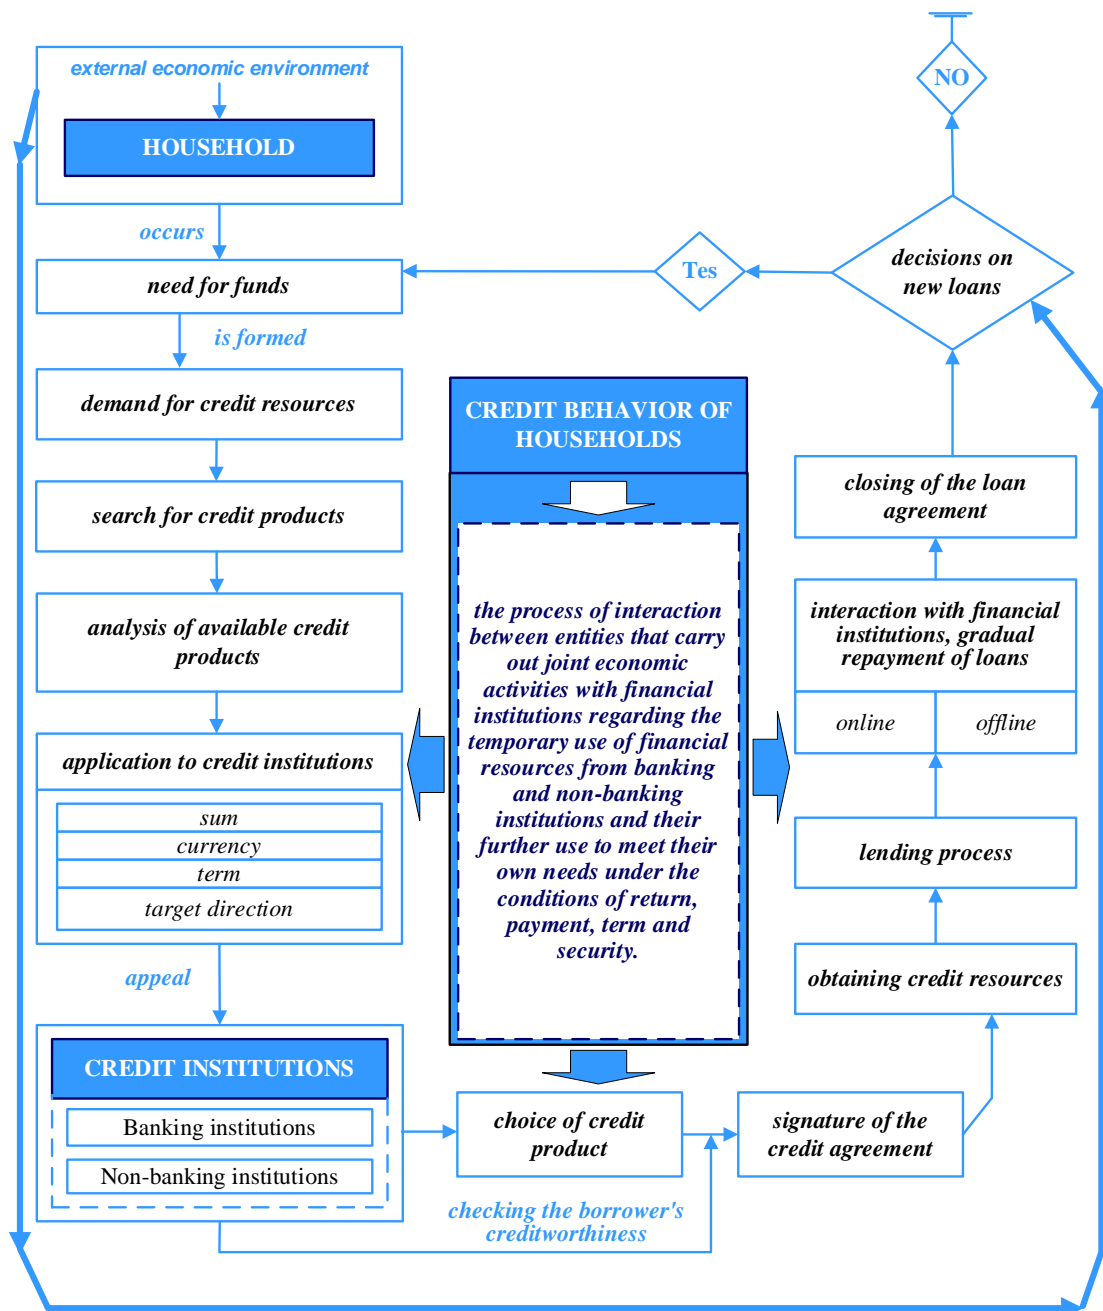 external economic environment
HOUSEHOLD
occurs
need for funds
is formed
demand for credit resources
search for credit products
analysis of available credit
products
application to credit institutions
sum
currency
term
target direction
appeal
CREDIT INSTITUTIONS
Banking institutions
Non-banking institutions
CREDIT BEHAVIOR OF
HOUSEHOLDS
the process of interaction
between entities that carry
out joint economic
activities with financial
institutions regarding the
temporary use of financial
resources from banking
and non-banking
institutions and their
further use to meet their
own needs under the
conditions of return,
payment, term and
security.
choice of credit
product
checking the borrower's
creditworthiness
signature of the
credit agreement
obtaining credit resources
lending process
online
offline
interaction with financial
institutions, gradual
repayment of loans
closing of the loan
agreement
decisions on
new loans
Tes
NO